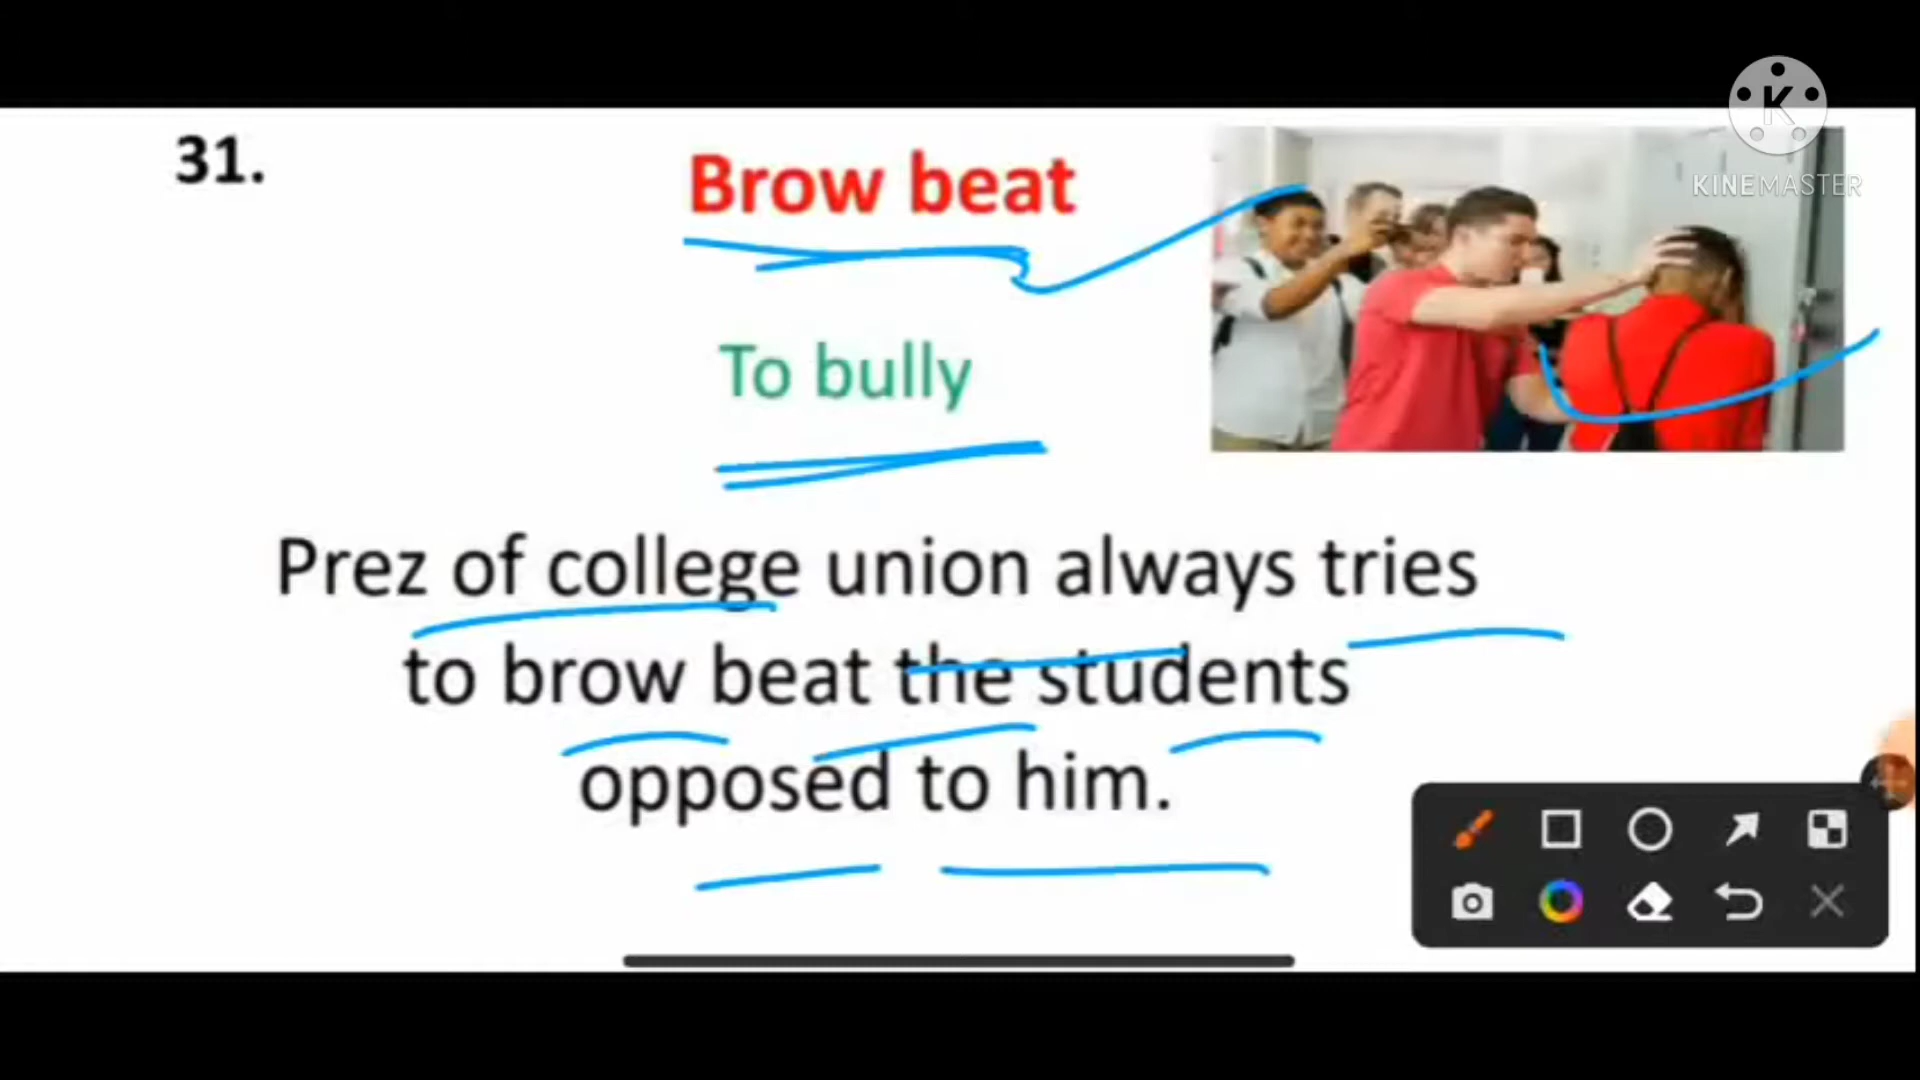 31.
Brow beat
To bully
Prez of college union always tries
to brow beat the students
opposed to him.
K
KINEMASTER